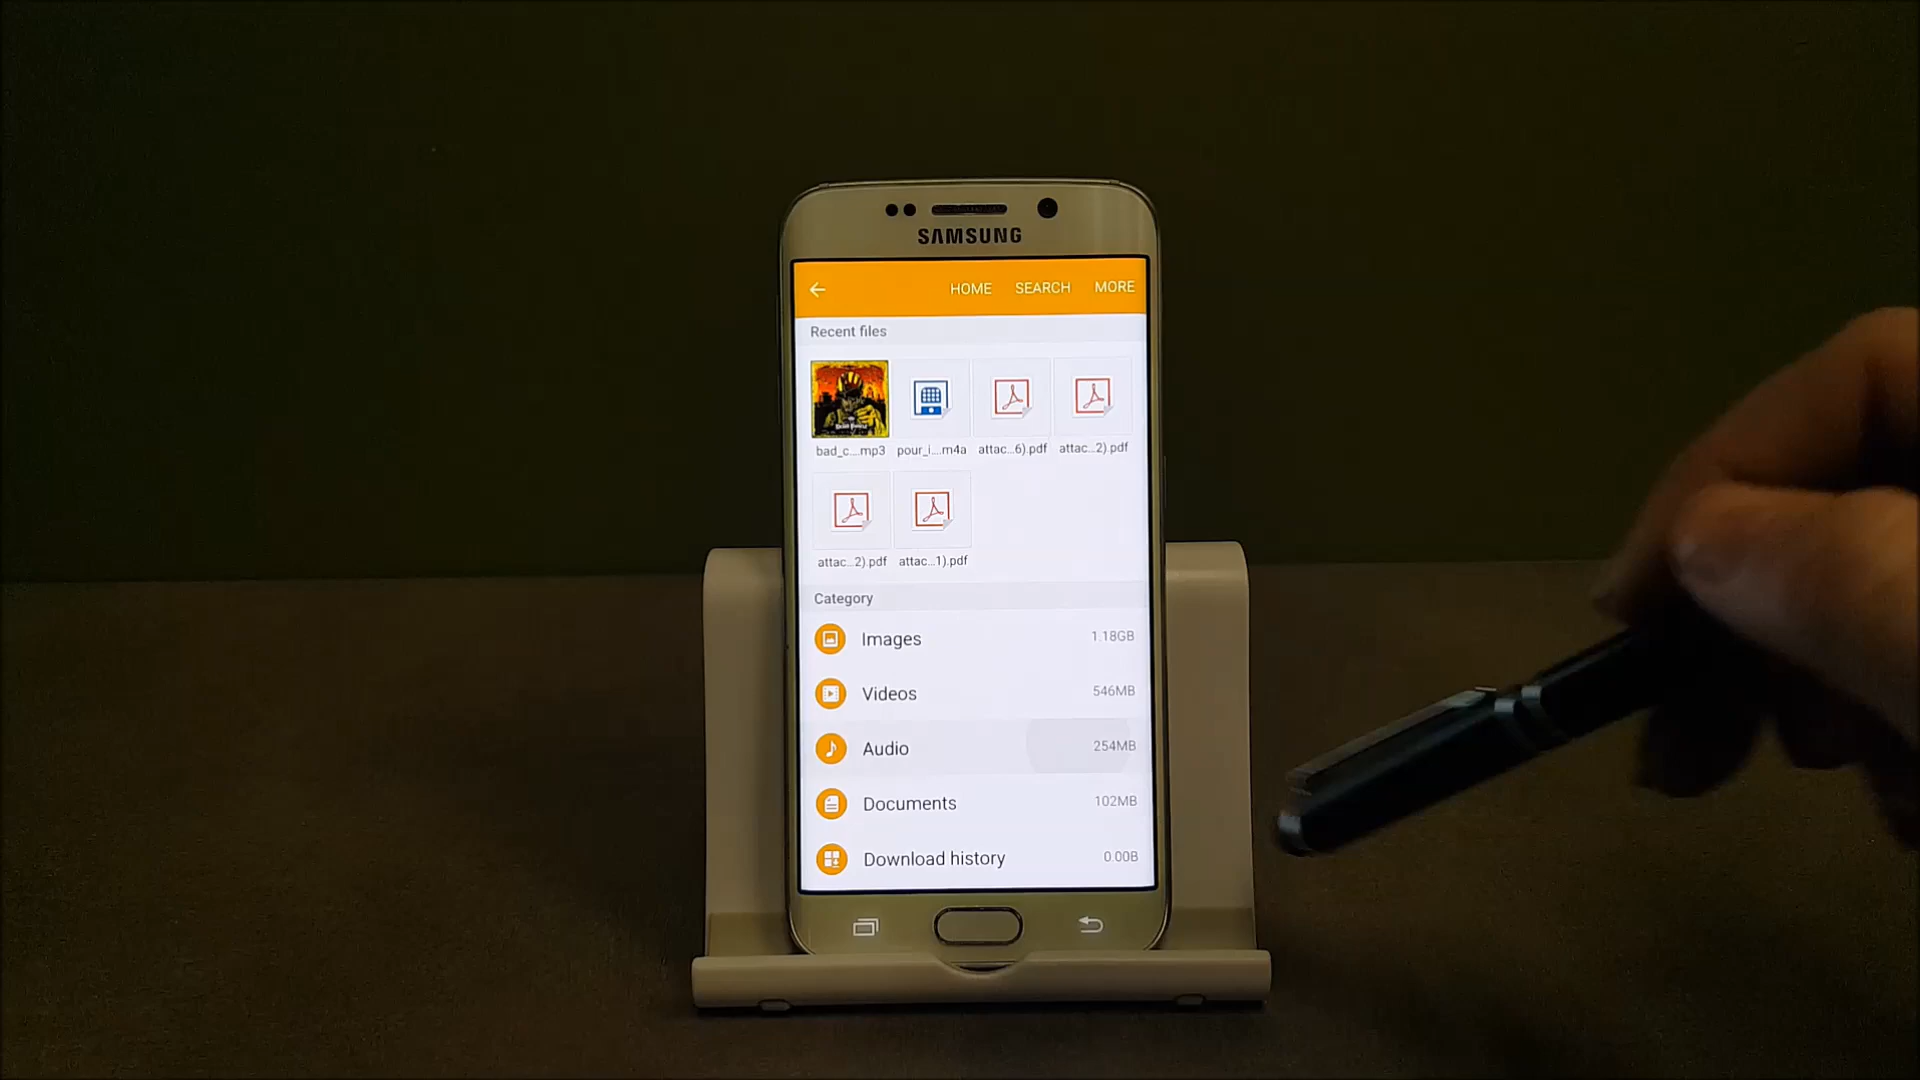 SAMSUNG
HOME SEARCH MORE
Recent files
bad_c....mp3 pour_i....m4a attac...6).pdf attac...2).pdf
attac...2).pdf attac...1).pdf
Category
Images 1.18GB
Videos 546MB
Audio 254MB
Documents 102MB
Download history 0.00B